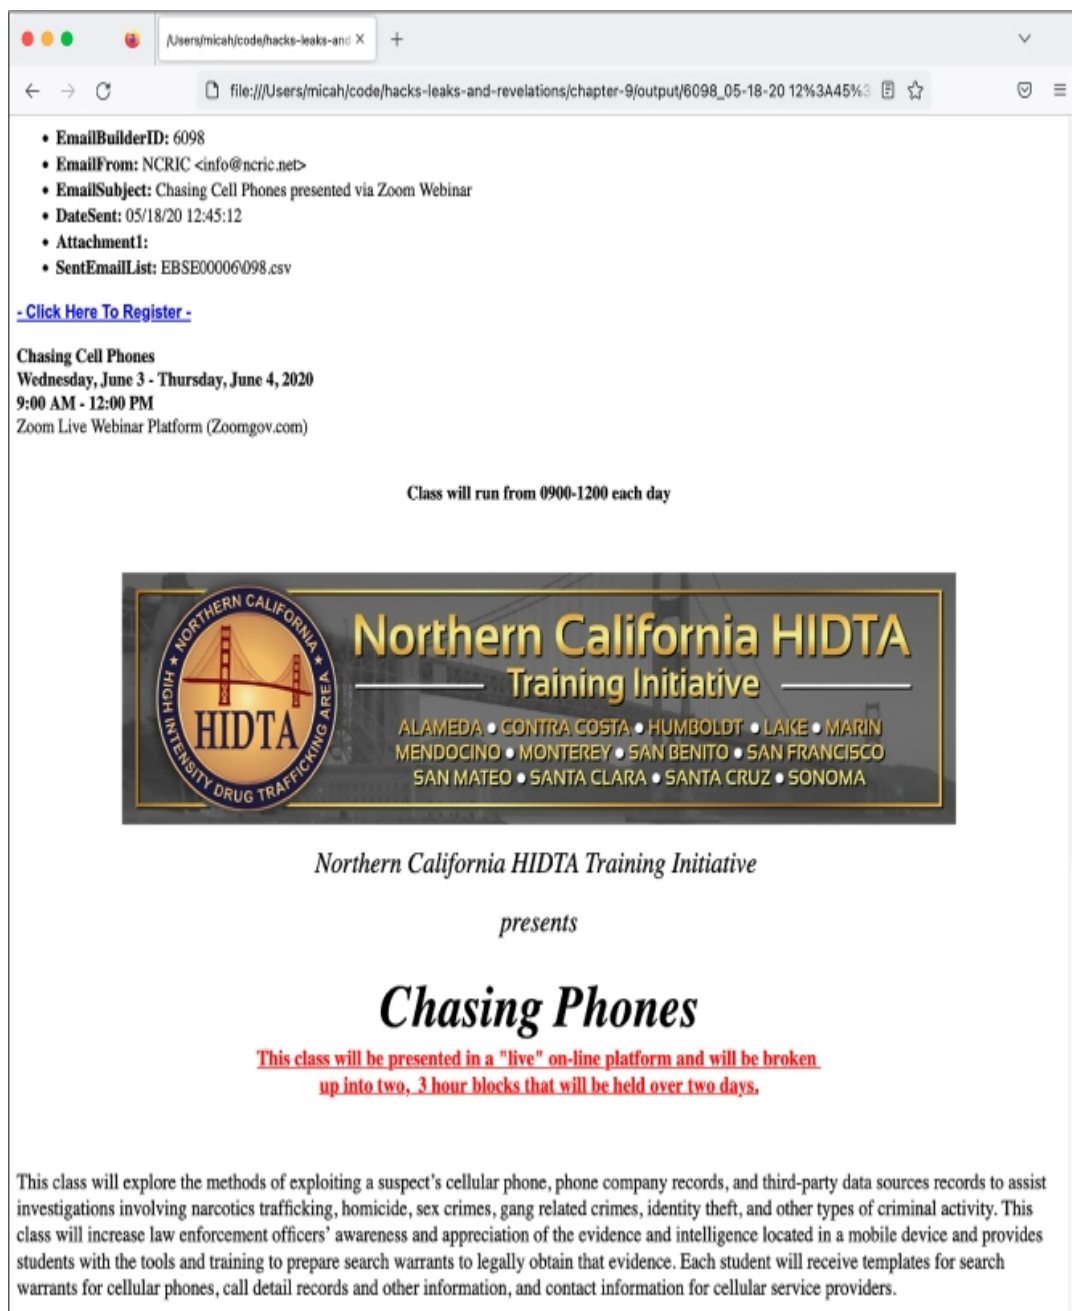 /Users/micah/code/hacks-leaks-and
file:///Users/micah/code/hacks-leaks-and-revelations/chapter-9/output/6098_05-18-20 12%3A45%3
• EmailBuilderID: 6098
• EmailFrom: NCRIC <info@ncric.net>
• EmailSubject: Chasing Cell Phones presented via Zoom Webinar
• DateSent: 05/18/20 12:45:12
• Attachment1:
• SentEmailList: EBSE00006\098.csv
- Click Here To Register -
Chasing Cell Phones
Wednesday, June 3 - Thursday, June 4, 2020
9:00 AM - 12:00 PM
Zoom Live Webinar Platform (Zoomgov.com)
Class will run from 0900-1200 each day
NORTHERN CALIFORNIA
HIGH INTENSITY DRUG TRAFFICKING AREA
HIDTA
Northern California HIDTA
Training Initiative
ALAMEDA • CONTRA COSTA • HUMBOLDT • LAKE • MARIN
MENDOCINO • MONTEREY • SAN BENITO • SAN FRANCISCO
SAN MATEO • SANTA CLARA • SANTA CRUZ • SONOMA
Northern California HIDTA Training Initiative
presents
Chasing Phones
This class will be presented in a "live" on-line platform and will be broken
up into two, 3 hour blocks that will be held over two days.
This class will explore the methods of exploiting a suspect's cellular phone, phone company records, and third-party data sources records to assist
investigations involving narcotics trafficking, homicide, sex crimes, gang related crimes, identity theft, and other types of criminal activity. This
class will increase law enforcement officers' awareness and appreciation of the evidence and intelligence located in a mobile device and provides
students with the tools and training to prepare search warrants to legally obtain that evidence. Each student will receive templates for search
warrants for cellular phones, call detail records and other information, and contact information for cellular service providers.